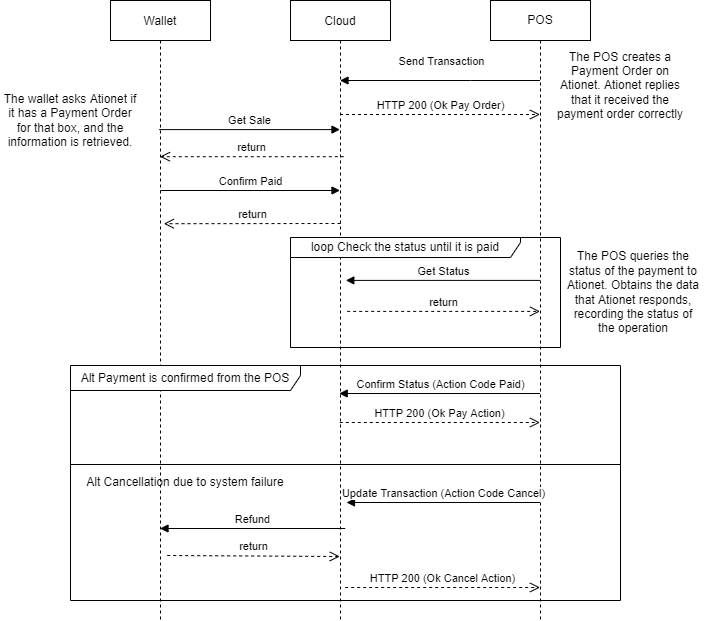 Wallet
Cloud
POS
Send Transaction
The POS creates a
Payment Order on
Ationet. Ationet replies
that it received the
payment order correctly
The wallet asks Ationet if
it has a Payment Order
for that box, and the
information is retrieved.
HTTP 200 (Ok Pay Order)
Get Sale
return
Confirm Paid
return
loop Check the status until it is paid
Get Status
return
The POS queries the
status of the payment to
Ationet. Obtains the data
that Ationet responds,
recording the status of
the operation
Alt Payment is confirmed from the POS
Confirm Status (Action Code Paid)
HTTP 200 (Ok Pay Action)
Alt Cancellation due to system failure
Update Transaction (Action Code Cancel)
Refund
return
HTTP 200 (Ok Cancel Action)